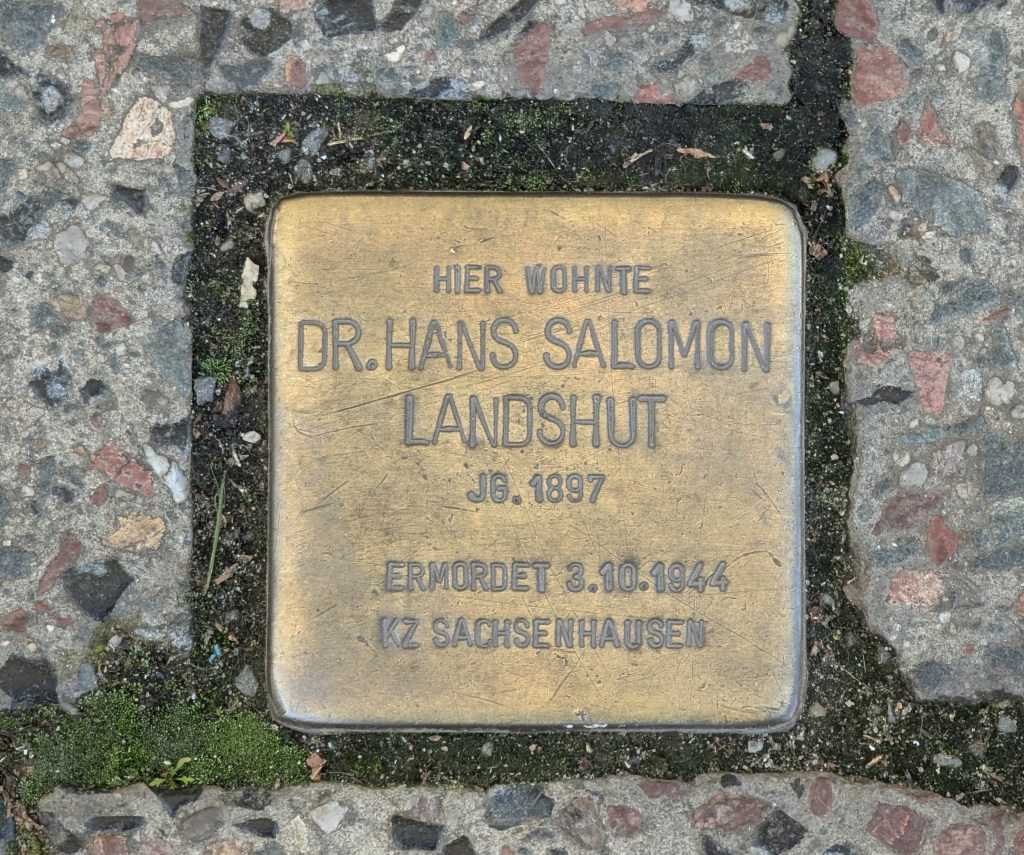 HIER WOHNTE
DR. HANS SALOMON
LANDSHUT
JG. 1897
ERMORDET 3.10.1944
KZ SACHSENHAUSEN